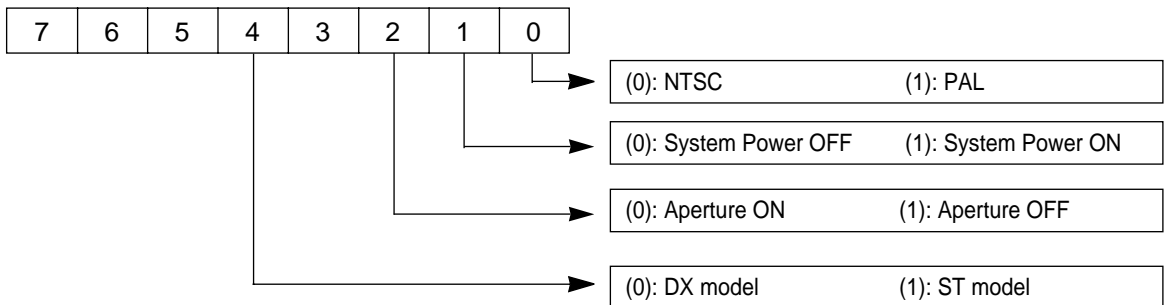 7 6 5 4 3 2 1 0
(0): NTSC (1): PAL
(0): System Power OFF (1): System Power ON
(0): Aperture ON (1): Aperture OFF
(0): DX model (1): ST model